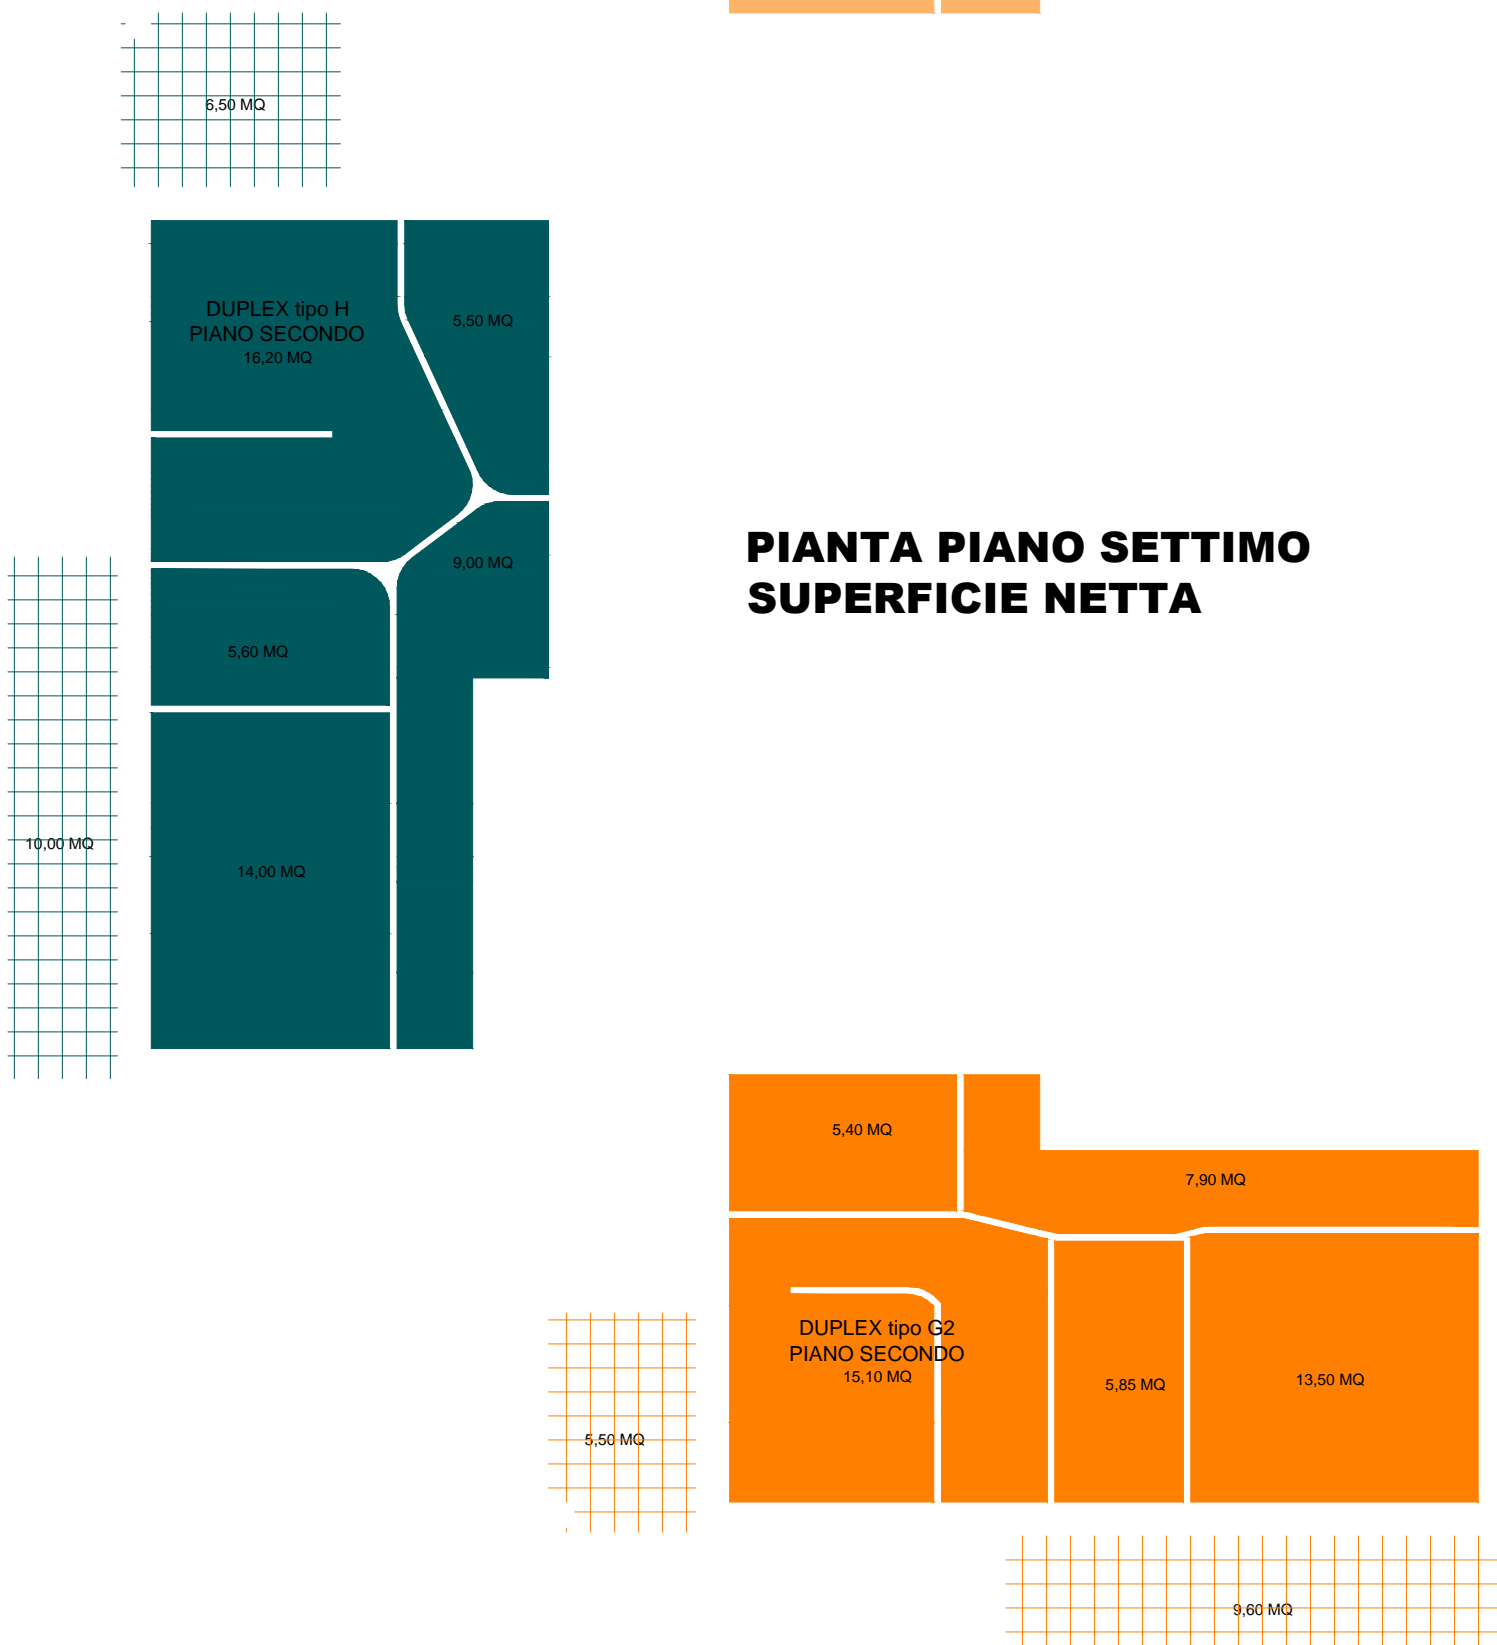 6,50 MQ
DUPLEX tipo H
PIANO SECONDO
16,20 MQ
5,50 MQ
9,00 MQ
5,60 MQ
10,00 MQ
14,00 MQ
PIANTA PIANO SETTIMO
SUPERFICIE NETTA
5,40 MQ
7,90 MQ
DUPLEX tipo G2
PIANO SECONDO
15,10 MQ
5,85 MQ
13,50 MQ
5,50 MQ
9,60 MQ